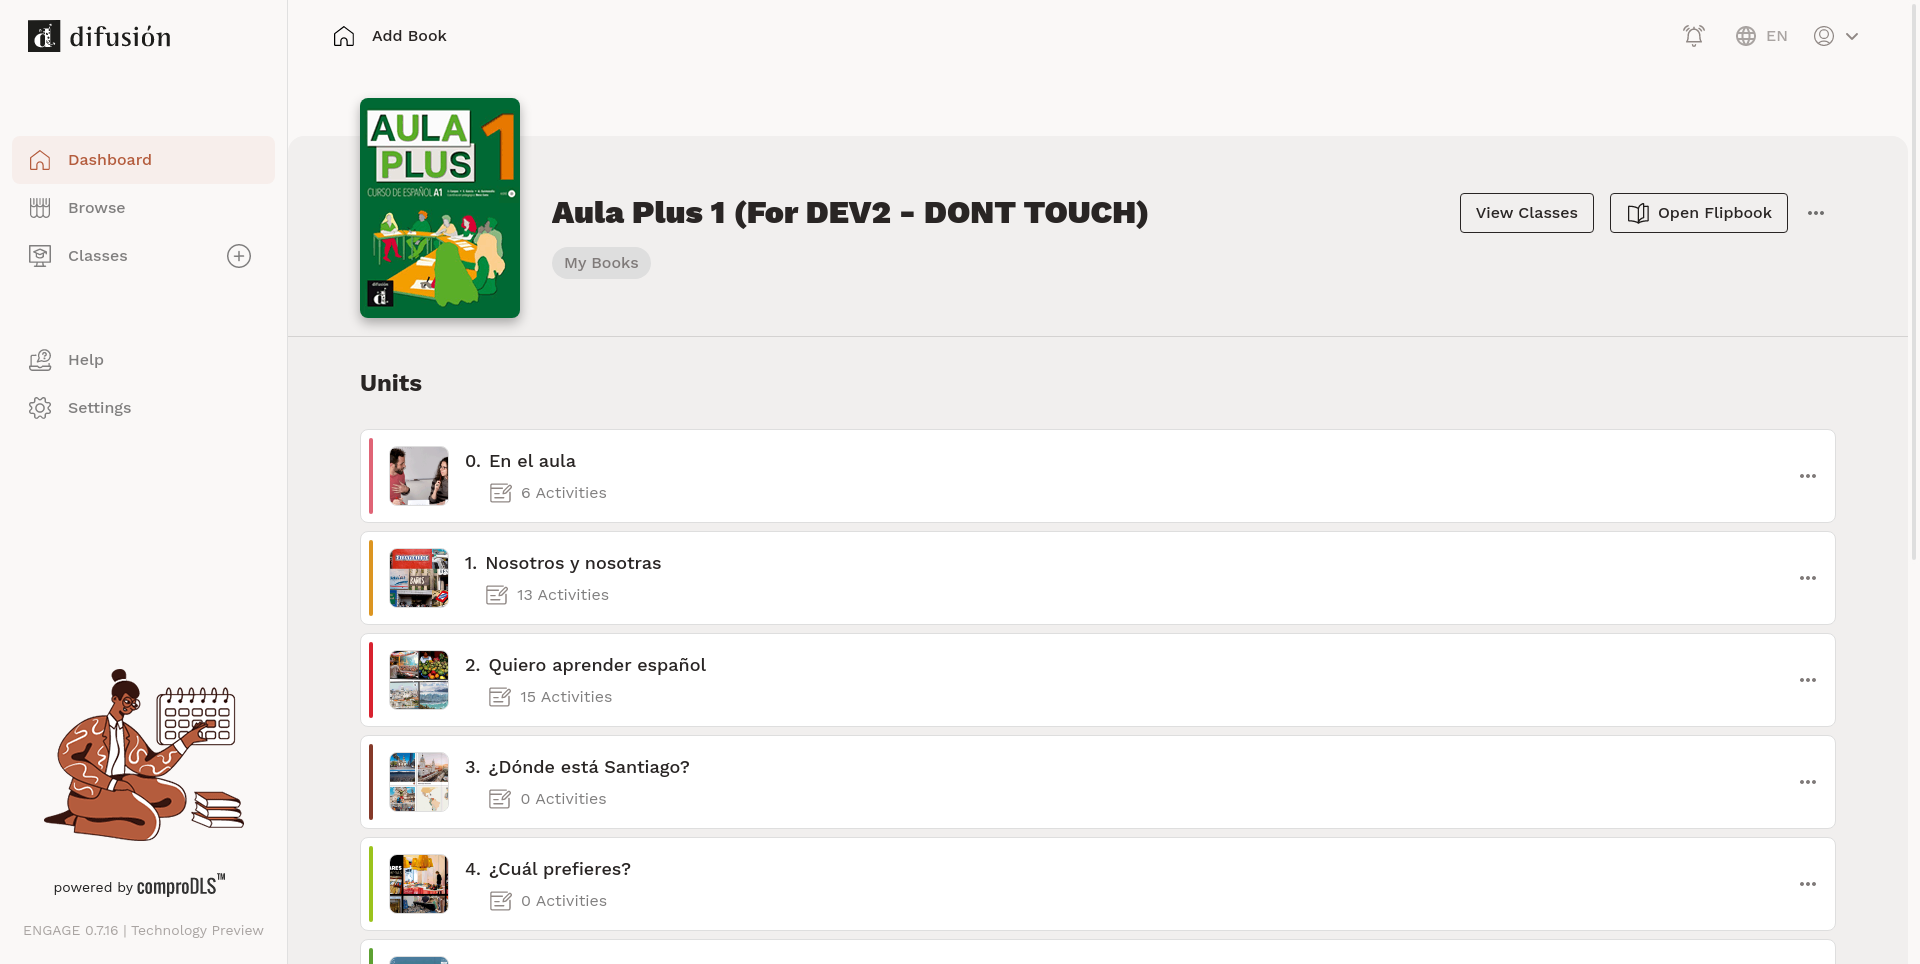 difusión
Add Book
EN
Dashboard
Browse
Classes
Help
Settings
powered by comproDLS™
ENGAGE 0.7.16 | Technology Preview
AULA
PLUS
1
CURSO DE ESPAÑOL A1
difusión
Aula Plus 1 (For DEV2 - DONT TOUCH)
My Books
View Classes
Open Flipbook
Units
0. En el aula
6 Activities
1. Nosotros y nosotras
13 Activities
2. Quiero aprender español
15 Activities
3. ¿Dónde está Santiago?
0 Activities
4. ¿Cuál prefieres?
0 Activities